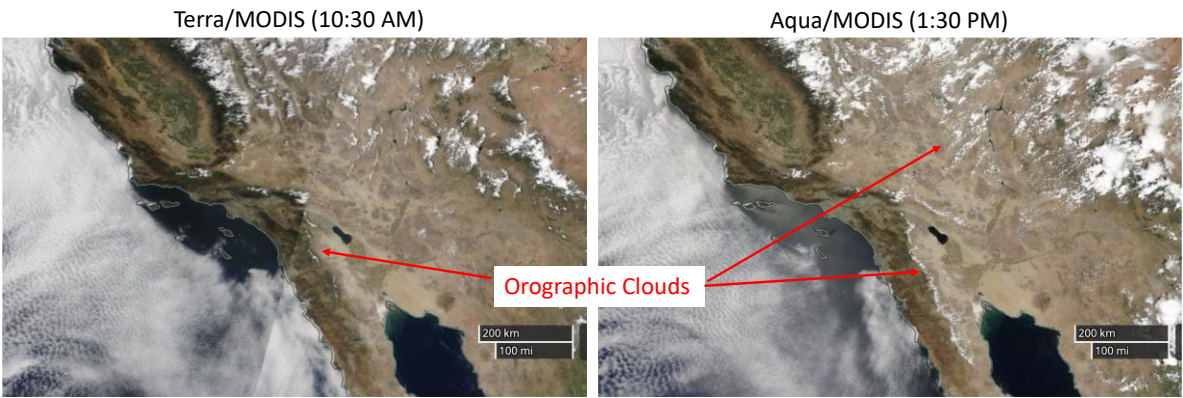 Terra/MODIS (10:30 AM)
Aqua/MODIS (1:30 PM)
Orographic Clouds
200 km
100 mi
200 km
100 mi